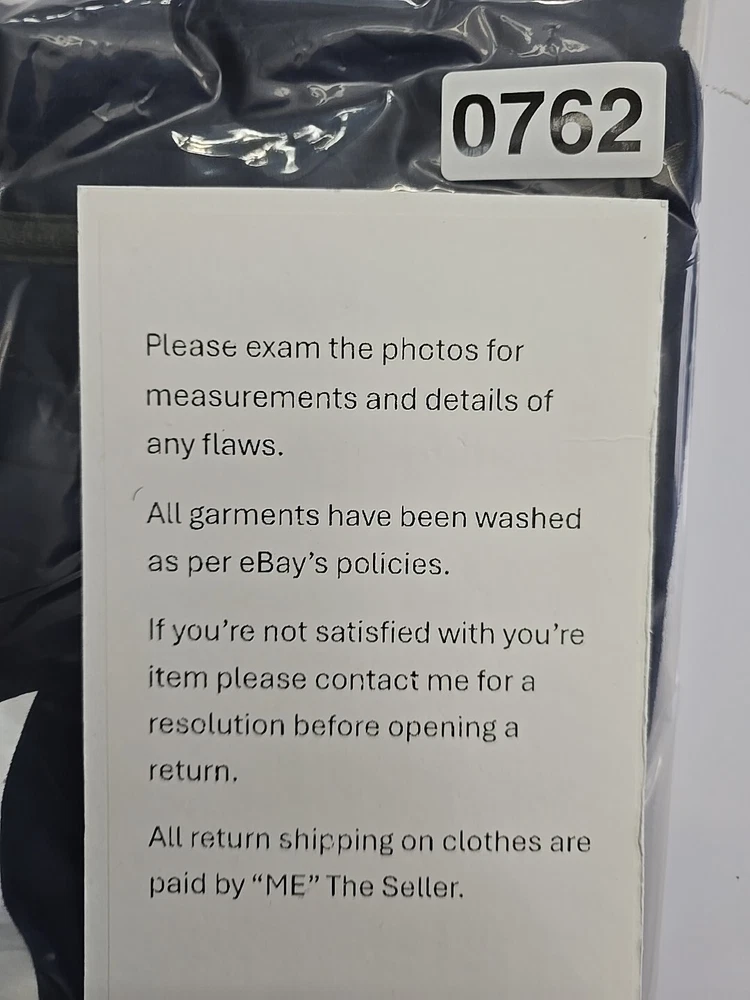 0762
Please exam the photos for
measurements and details of
any flaws.
All garments have been washed
as per eBay's policies.
If you're not satisfied with you're
item please contact me for a
resolution before opening a
return.
All return shipping on clothes are
paid by “ME” The Seller.